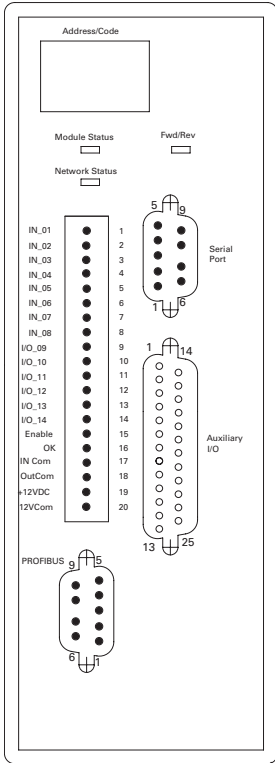 Address/Code
Module Status
Fwd/Rev
Network Status
5
9
IN_01 1
IN_02 2
IN_03 3
IN_04 4
IN_05 5
IN_06 6
IN_07 7
IN_08 8
I/O_09 9
I/O_10 10
I/O_11 11
I/O_12 12
I/O_13 13
I/O_14 14
Enable 15
OK 16
IN Com 17
OutCom 18
+12VDC 19
12VCom 20
Serial
Port
1
6
1
14
Auxiliary
I/O
13
25
PROFIBUS
9
5
6
1